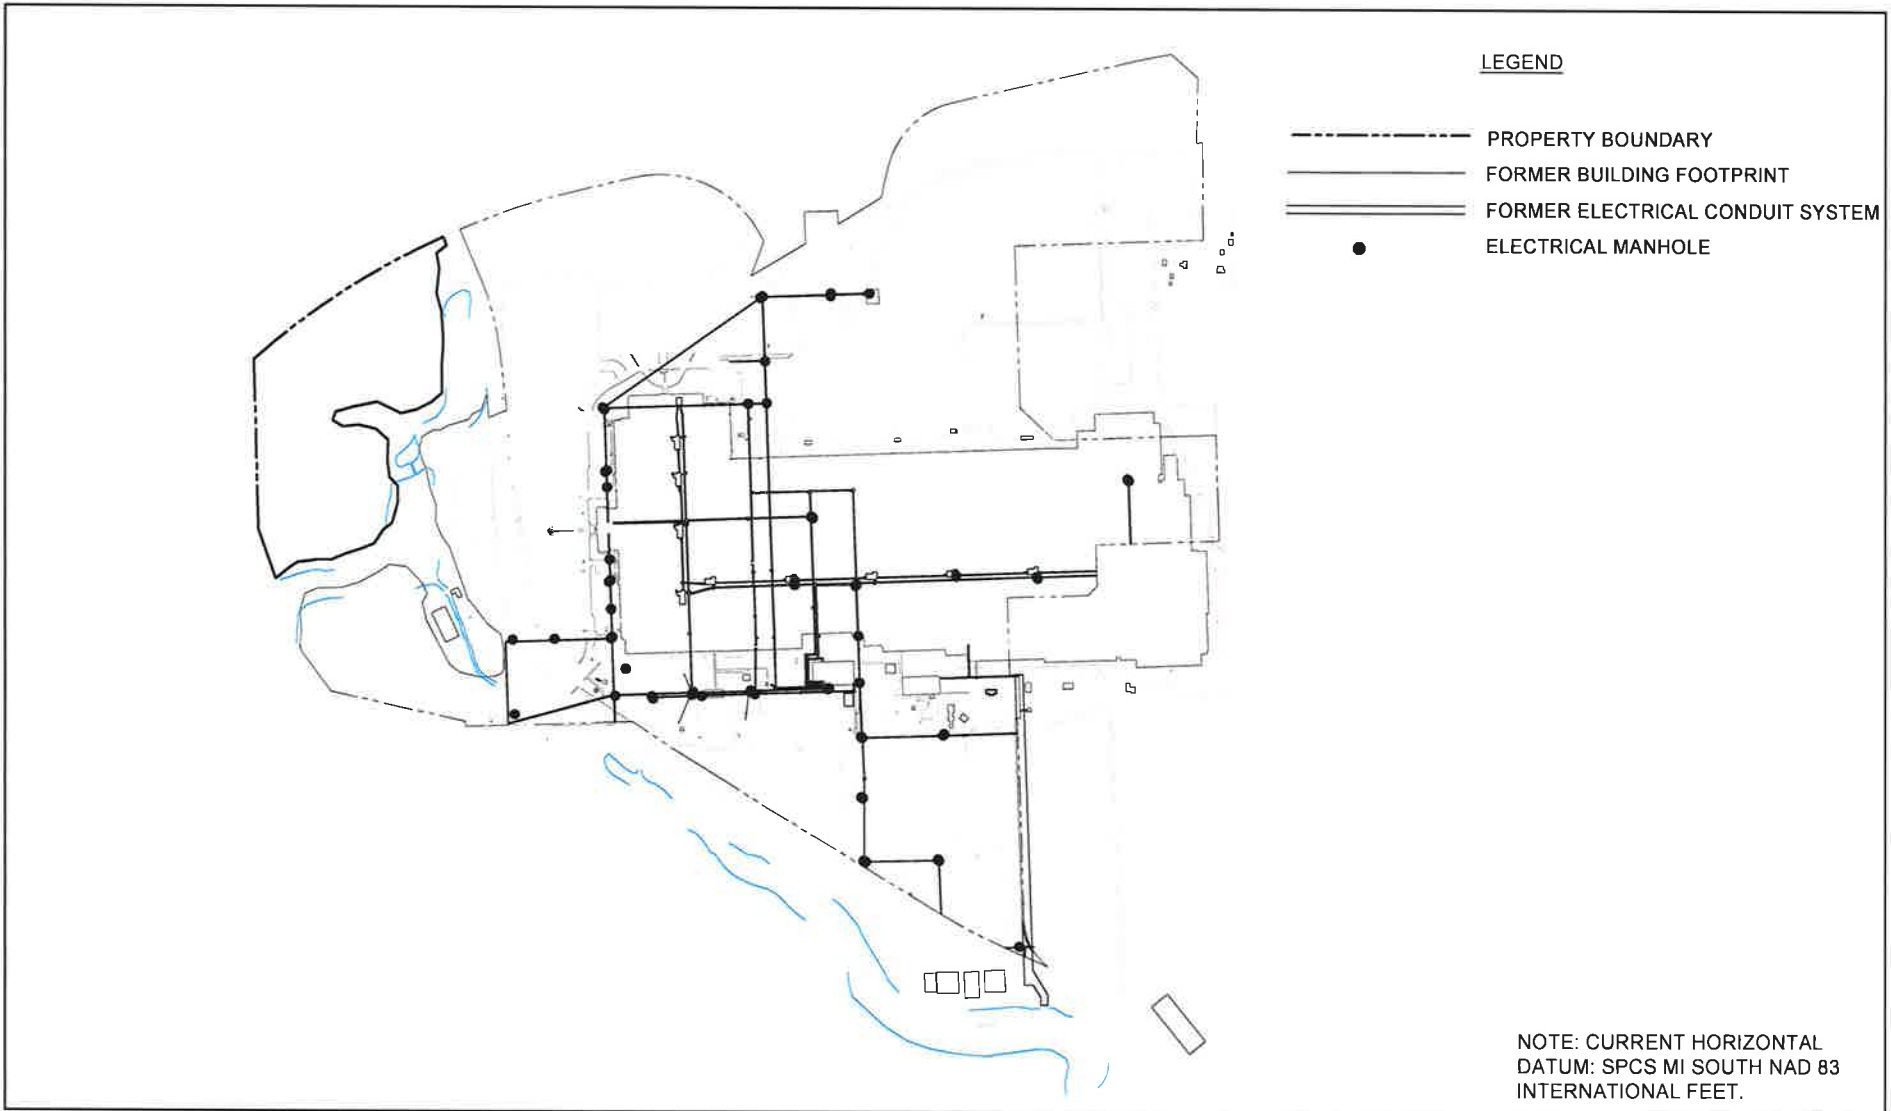 LEGEND
PROPERTY BOUNDARY
FORMER BUILDING FOOTPRINT
FORMER ELECTRICAL CONDUIT SYSTEM
ELECTRICAL MANHOLE
NOTE: CURRENT HORIZONTAL
DATUM: SPCS MI SOUTH NAD 83
INTERNATIONAL FEET.